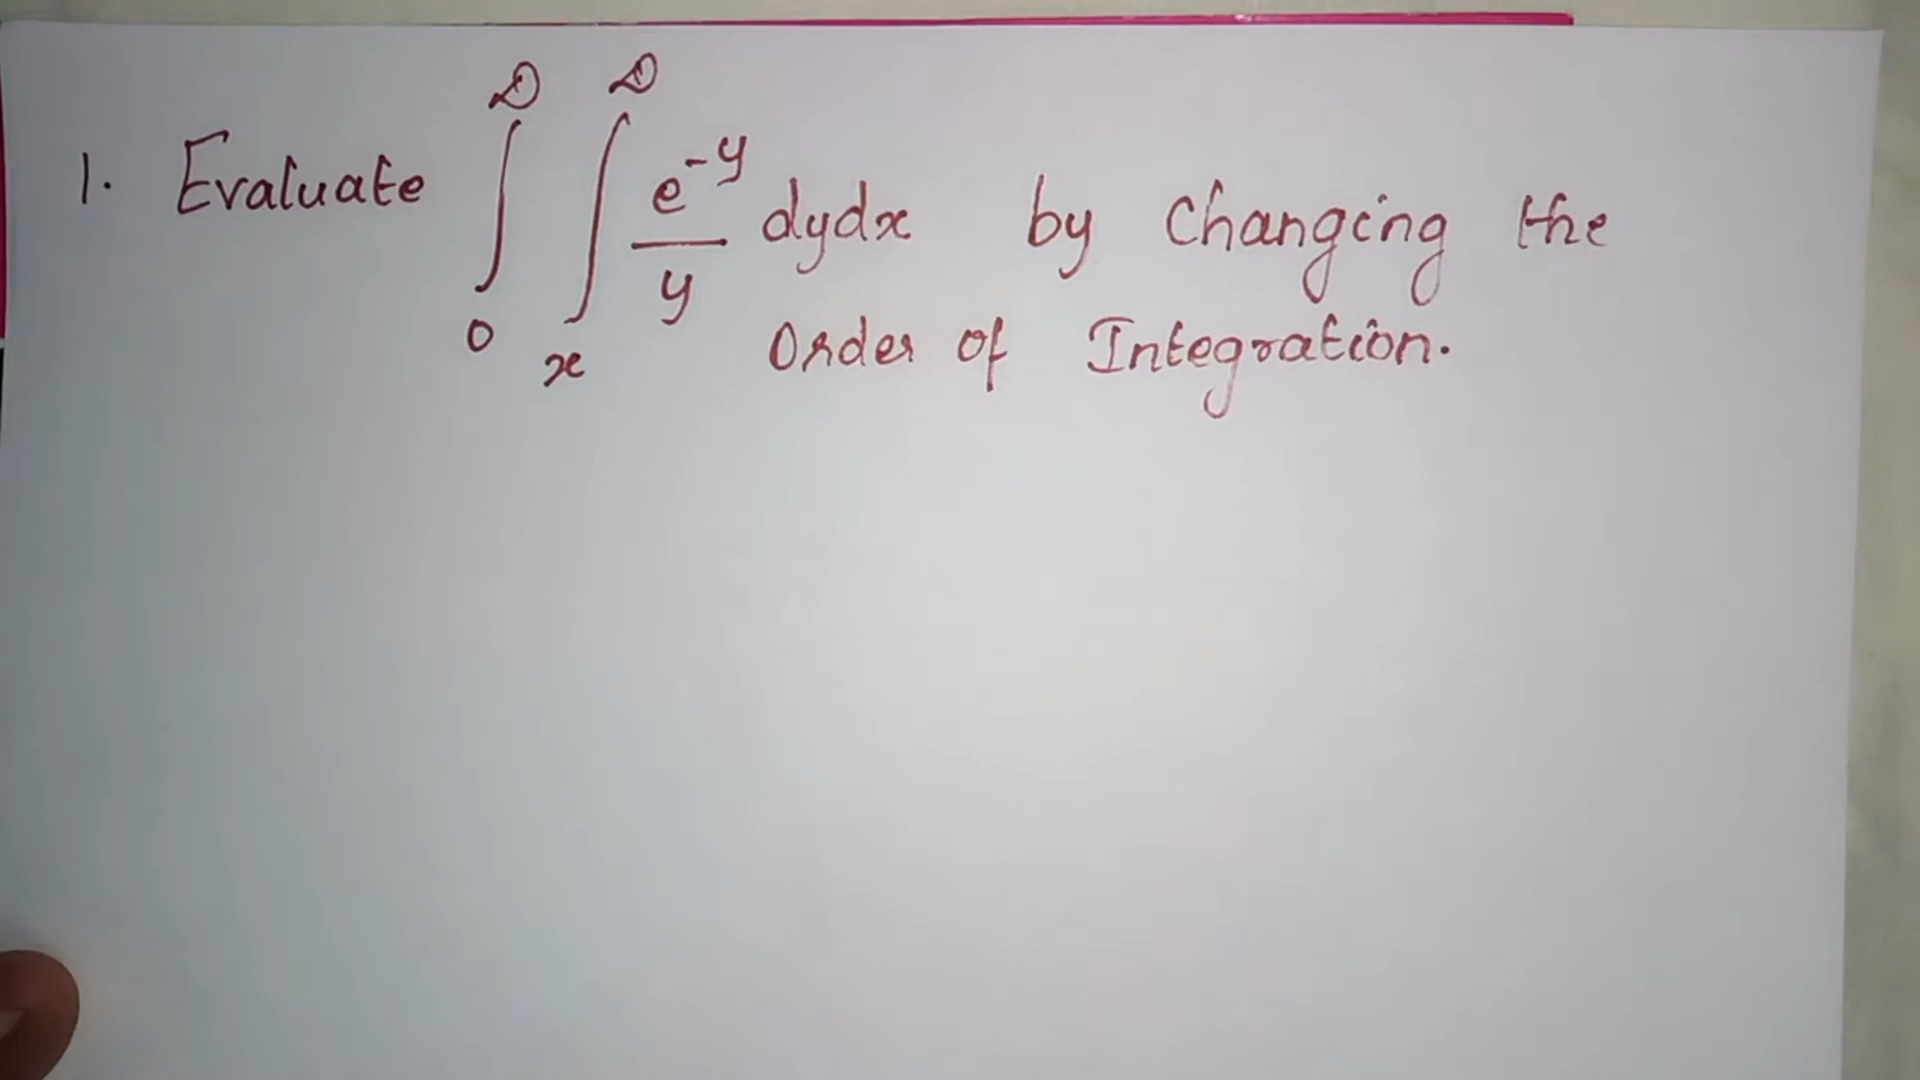 1. Evaluate ∫₀^∞ ∫ₓ^∞ e^{-y}/y dydx by Changing the
Order of Integration.